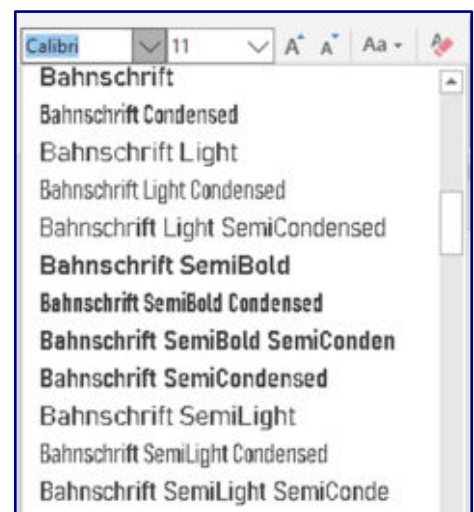 Calibri 11 A A Aa
Bahnschrift
Bahnschrift Condensed
Bahnschrift Light
Bahnschrift Light Condensed
Bahnschrift Light SemiCondensed
Bahnschrift SemiBold
Bahnschrift SemiBold Condensed
Bahnschrift SemiBold SemiConden
Bahnschrift SemiCondensed
Bahnschrift SemiLight
Bahnschrift SemiLight Condensed
Bahnschrift SemiLight SemiConde